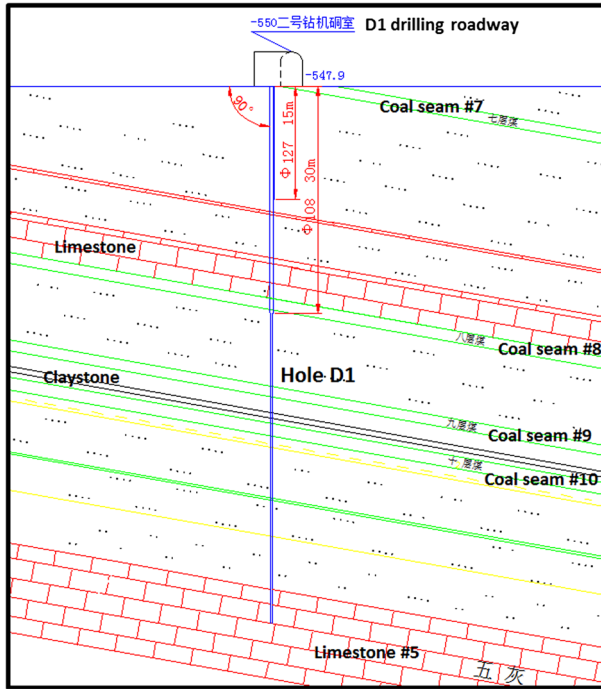 -550二号钻机硐室 D1 drilling roadway
-547.9
90°
Φ127 15m
Φ108 30m
Coal seam #7
七层煤
Limestone
八层煤
Coal seam #8
Claystone
Hole D1
九层煤
Coal seam #9
十层煤
Coal seam #10
Limestone #5
五灰